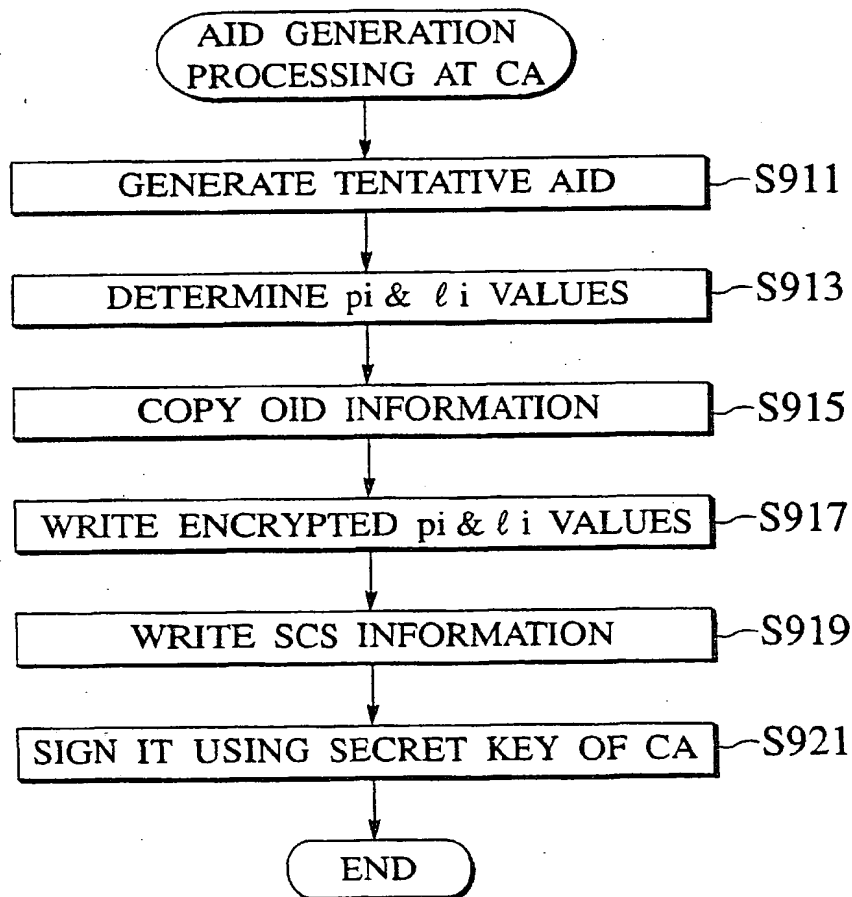 AID GENERATION
PROCESSING AT CA
GENERATE TENTATIVE AID
S911
DETERMINE pi & ℓi VALUES
S913
COPY OID INFORMATION
S915
WRITE ENCRYPTED pi & ℓi VALUES
S917
WRITE SCS INFORMATION
S919
SIGN IT USING SECRET KEY OF CA
S921
END